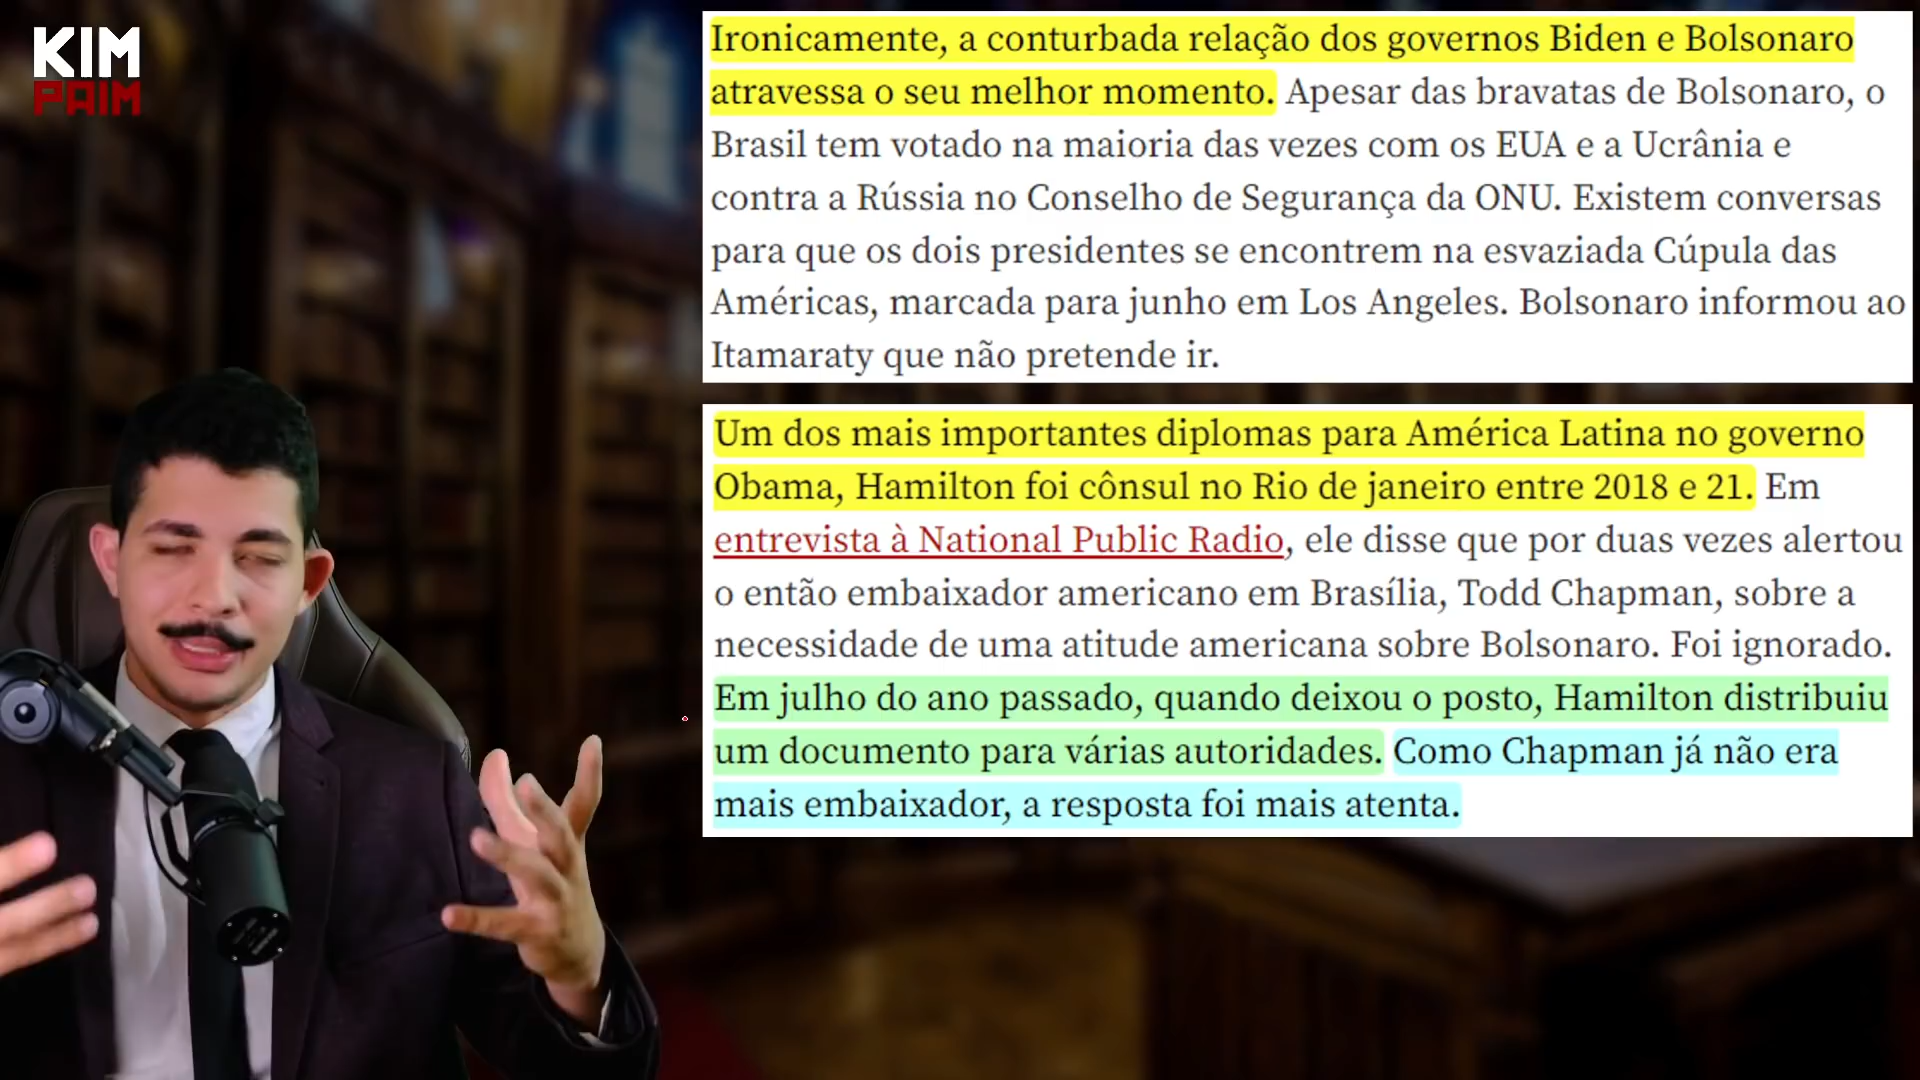 KIM
PAIM
Ironicamente, a conturbada relação dos governos Biden e Bolsonaro
atravessa o seu melhor momento. Apesar das bravatas de Bolsonaro, o
Brasil tem votado na maioria das vezes com os EUA e a Ucrânia e
contra a Rússia no Conselho de Segurança da ONU. Existem conversas
para que os dois presidentes se encontrem na esvaziada Cúpula das
Américas, marcada para junho em Los Angeles. Bolsonaro informou ao
Itamaraty que não pretende ir.
Um dos mais importantes diplomas para América Latina no governo
Obama, Hamilton foi cônsul no Rio de janeiro entre 2018 e 21. Em
entrevista à National Public Radio, ele disse que por duas vezes alertou
o então embaixador americano em Brasília, Todd Chapman, sobre a
necessidade de uma atitude americana sobre Bolsonaro. Foi ignorado.
Em julho do ano passado, quando deixou o posto, Hamilton distribuiu
um documento para várias autoridades. Como Chapman já não era
mais embaixador, a resposta foi mais atenta.